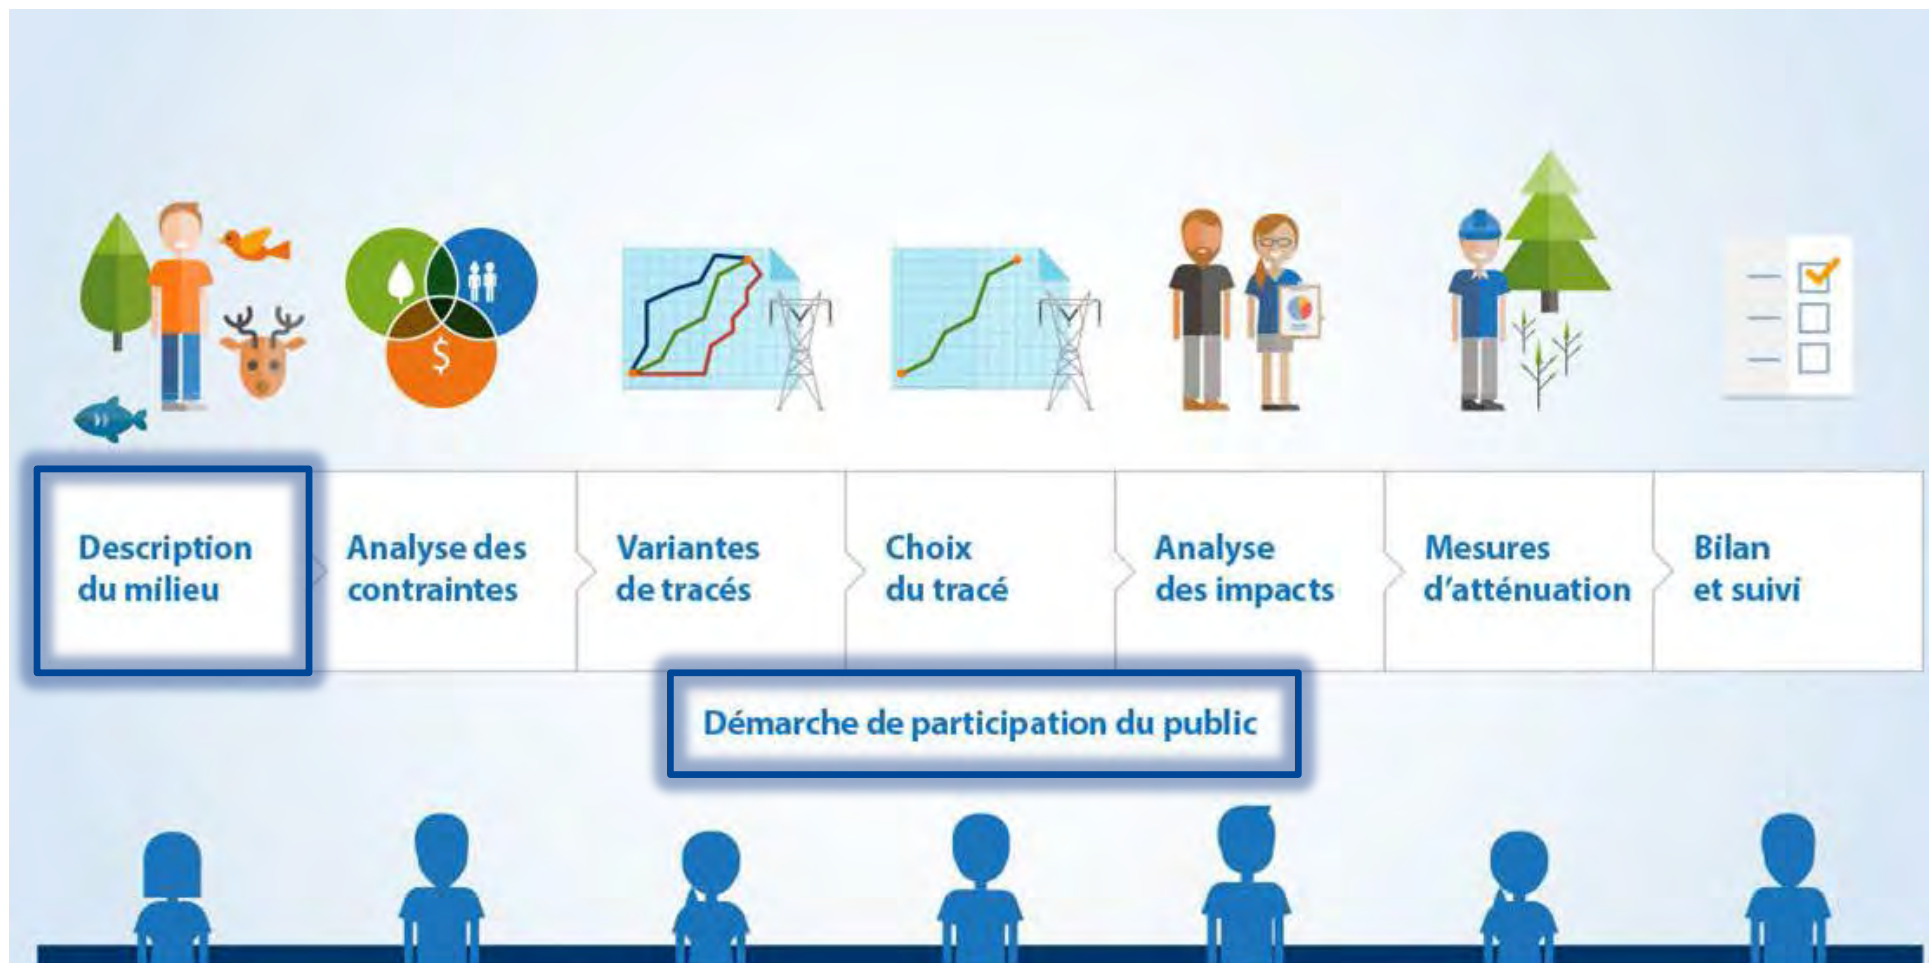 Description
du milieu
Analyse des
contraintes
Variantes
de tracés
Choix
du tracé
Analyse
des impacts
Mesures
d'atténuation
Bilan
et suivi
Démarche de participation du public
$